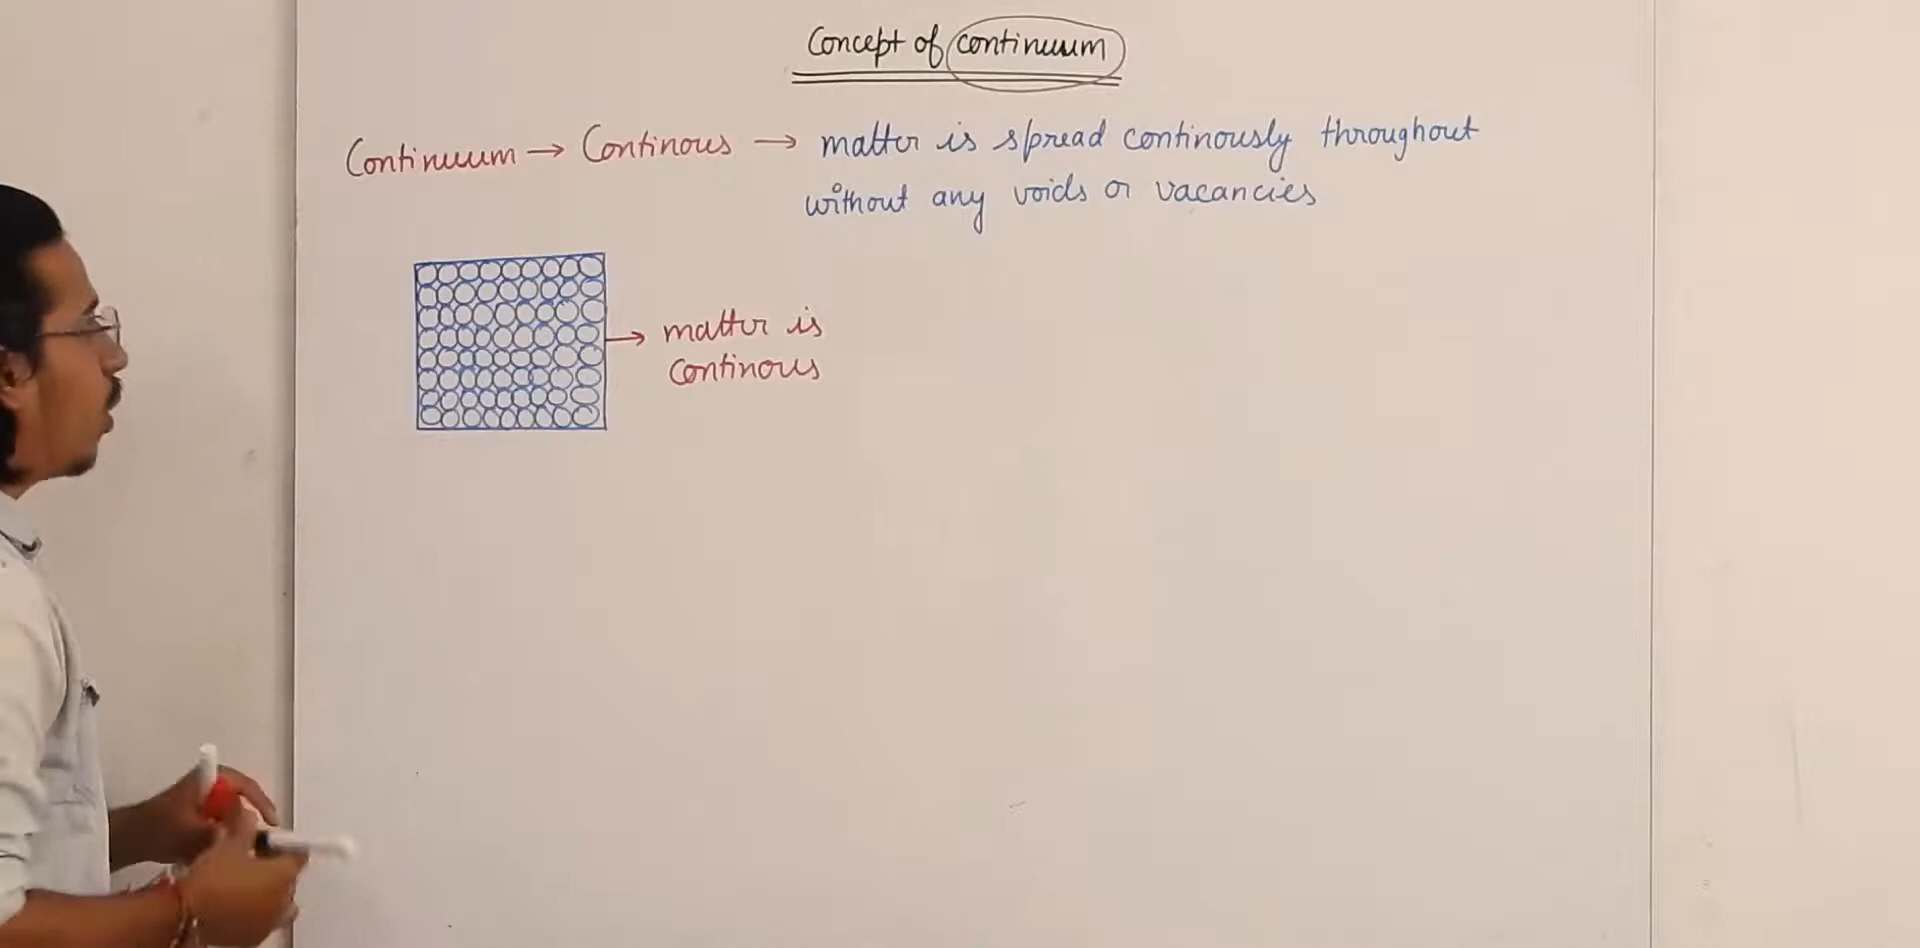 Concept of continuum
Continuum → Continous → matter is spread continously throughout
without any voids or vacancies
matter is
continous